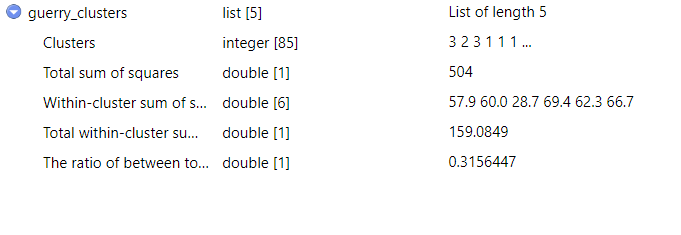 guerry_clusters list [5] List of length 5
Clusters integer [85] 3 2 3 1 1 1 ...
Total sum of squares double [1] 504
Within-cluster sum of s... double [6] 57.9 60.0 28.7 69.4 62.3 66.7
Total within-cluster su... double [1] 159.0849
The ratio of between to... double [1] 0.3156447